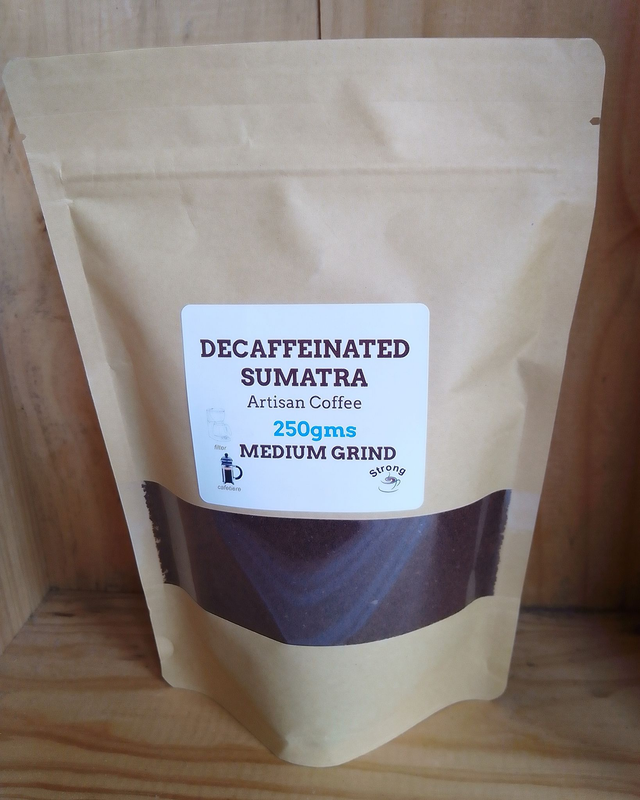 DECAFFEINATED
SUMATRA
Artisan Coffee
250gms
filter
MEDIUM GRIND
cafetiere
Strong